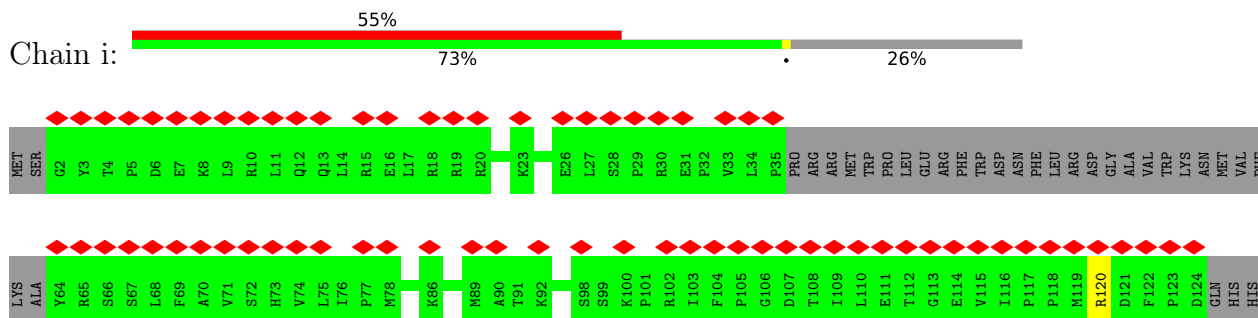 55%
Chain i:
73%
•
26%
MET SER G2 Y3 T4 P5 D6 E7 K8 L9 R10 L11 Q12 Q13 L14 R15 E16 L17 R18 R19 R20 K23 E26 L27 S28 P29 R30 E31 P32 V33 L34 P35 PRO ARG ARG MET TRP PRO LEU GLU ARG PHE TRP ASP ASN PHE LEU ARG ASP GLY ALA VAL TRP LYS ASN MET VAL PHE
LYS ALA Y64 R65 S66 S67 L68 F69 A70 V71 S72 H73 V74 L75 I76 P77 M78 K86 M89 A90 T91 K92 S98 S99 K100 P101 R102 I103 F104 P105 G106 D107 T108 I109 L110 E111 T112 G113 E114 V115 I116 P117 P118 M119 R120 D121 F122 P123 D124 GLN HIS HIS